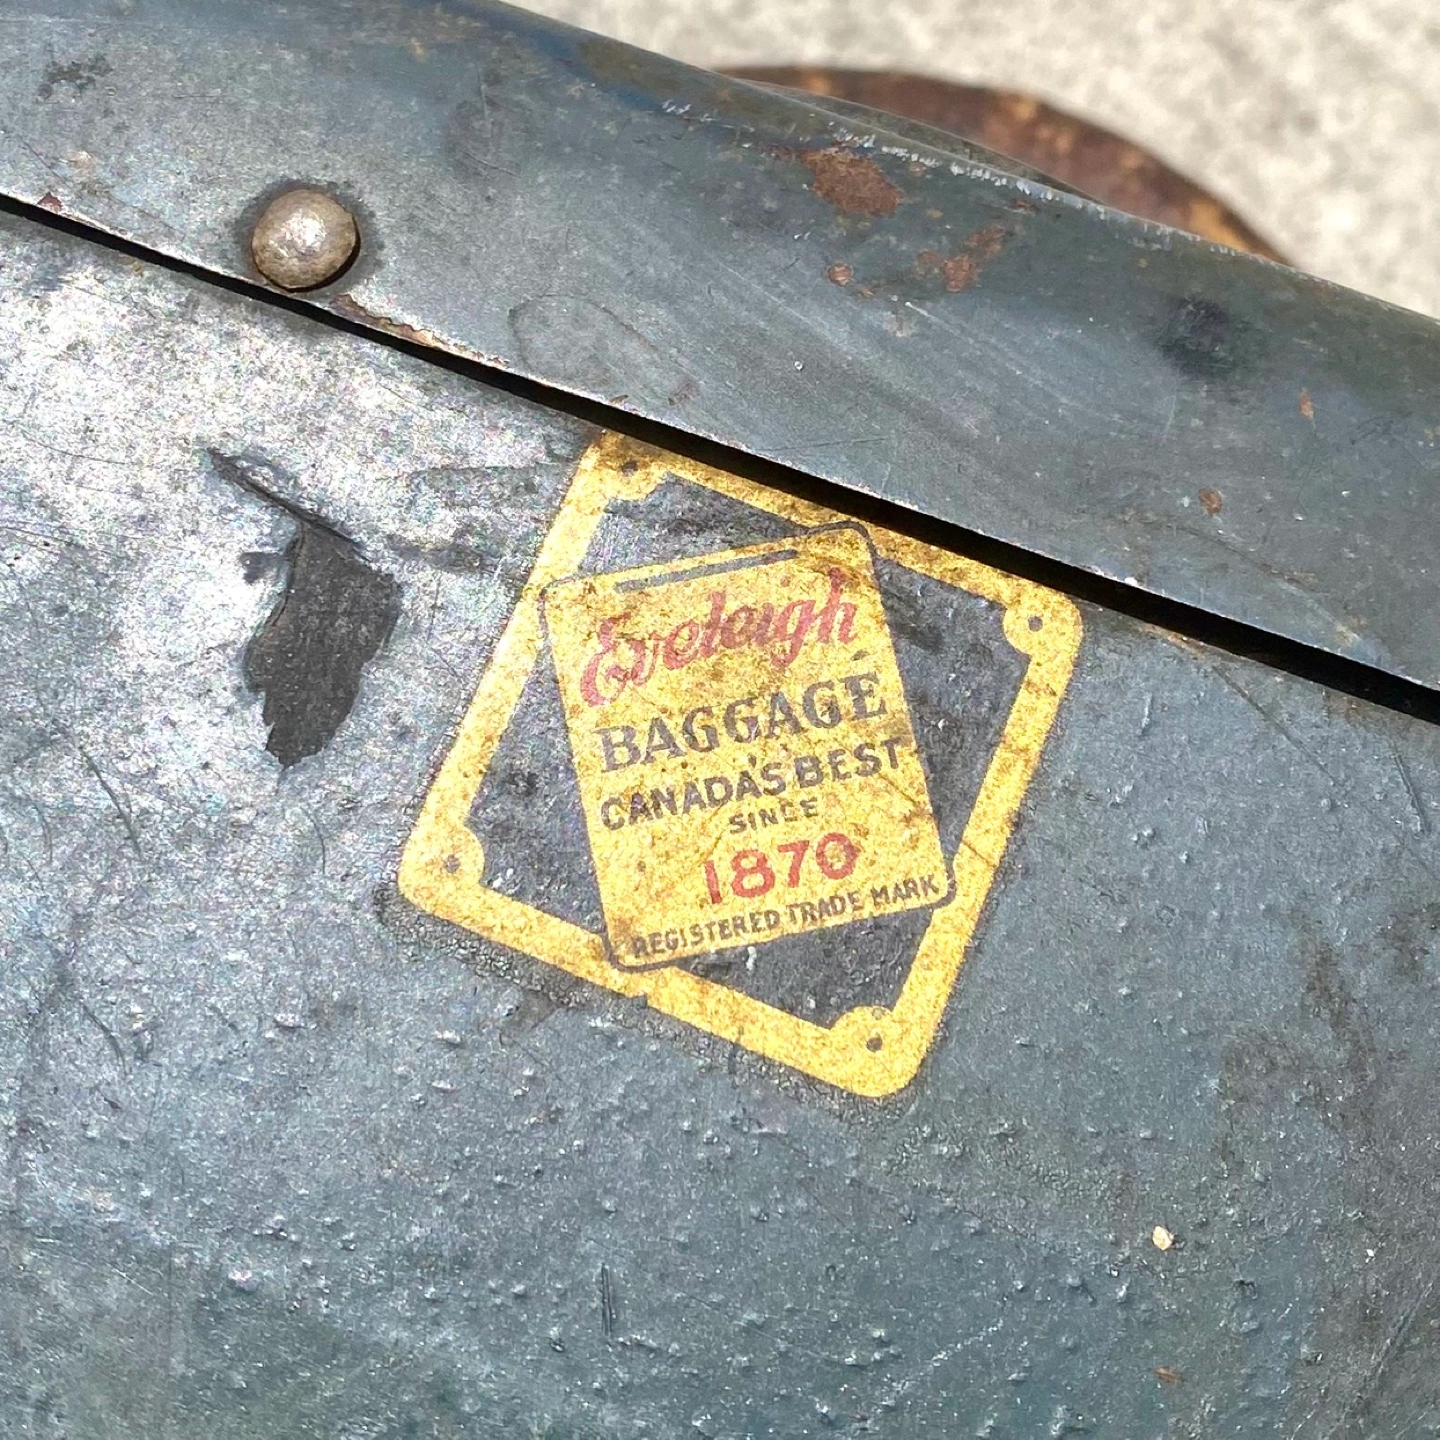 Eveleigh
BAGGAGE
CANADA'S BEST
SINCE
1870
REGISTERED TRADE MARK